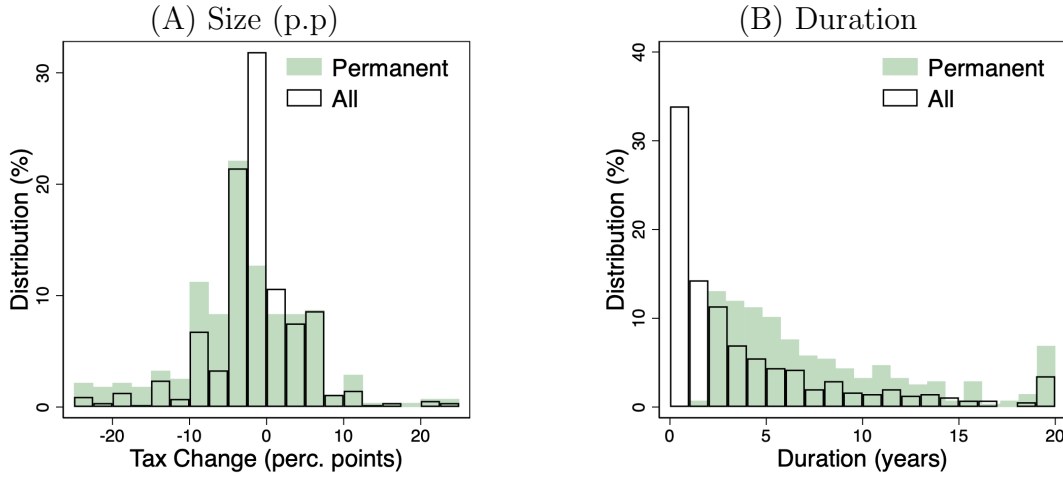 (A) Size (p.p)
Permanent
All
Distribution (%)
30
20
10
0
-20 -10 0 10 20
Tax Change (perc. points)
(B) Duration
Permanent
All
Distribution (%)
40
30
20
10
0
0 5 10 15 20
Duration (years)